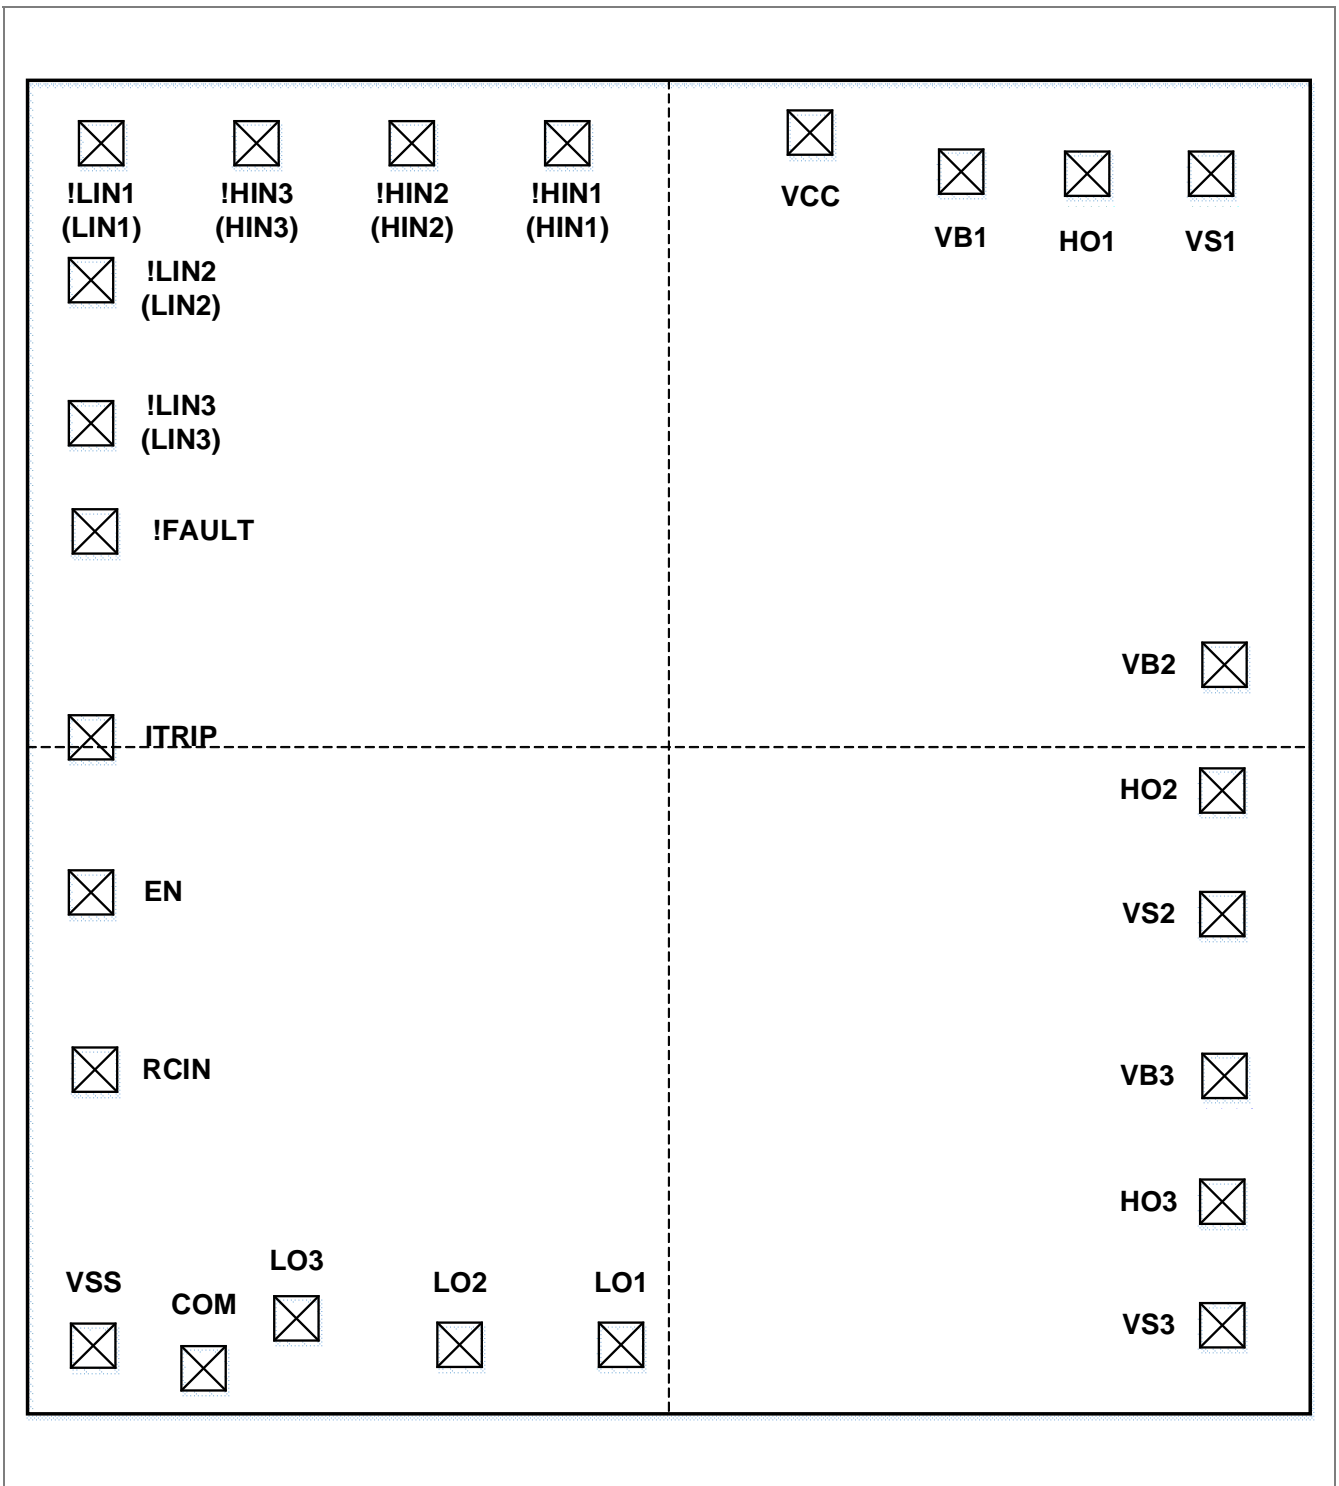 !LIN1
(LIN1)
!HIN3
(HIN3)
!HIN2
(HIN2)
!HIN1
(HIN1)
VCC
VB1
HO1
VS1
!LIN2
(LIN2)
!LIN3
(LIN3)
!FAULT
VB2
ITRIP
HO2
EN
VS2
RCIN
VB3
HO3
LO3
VSS
COM
LO2
LO1
VS3